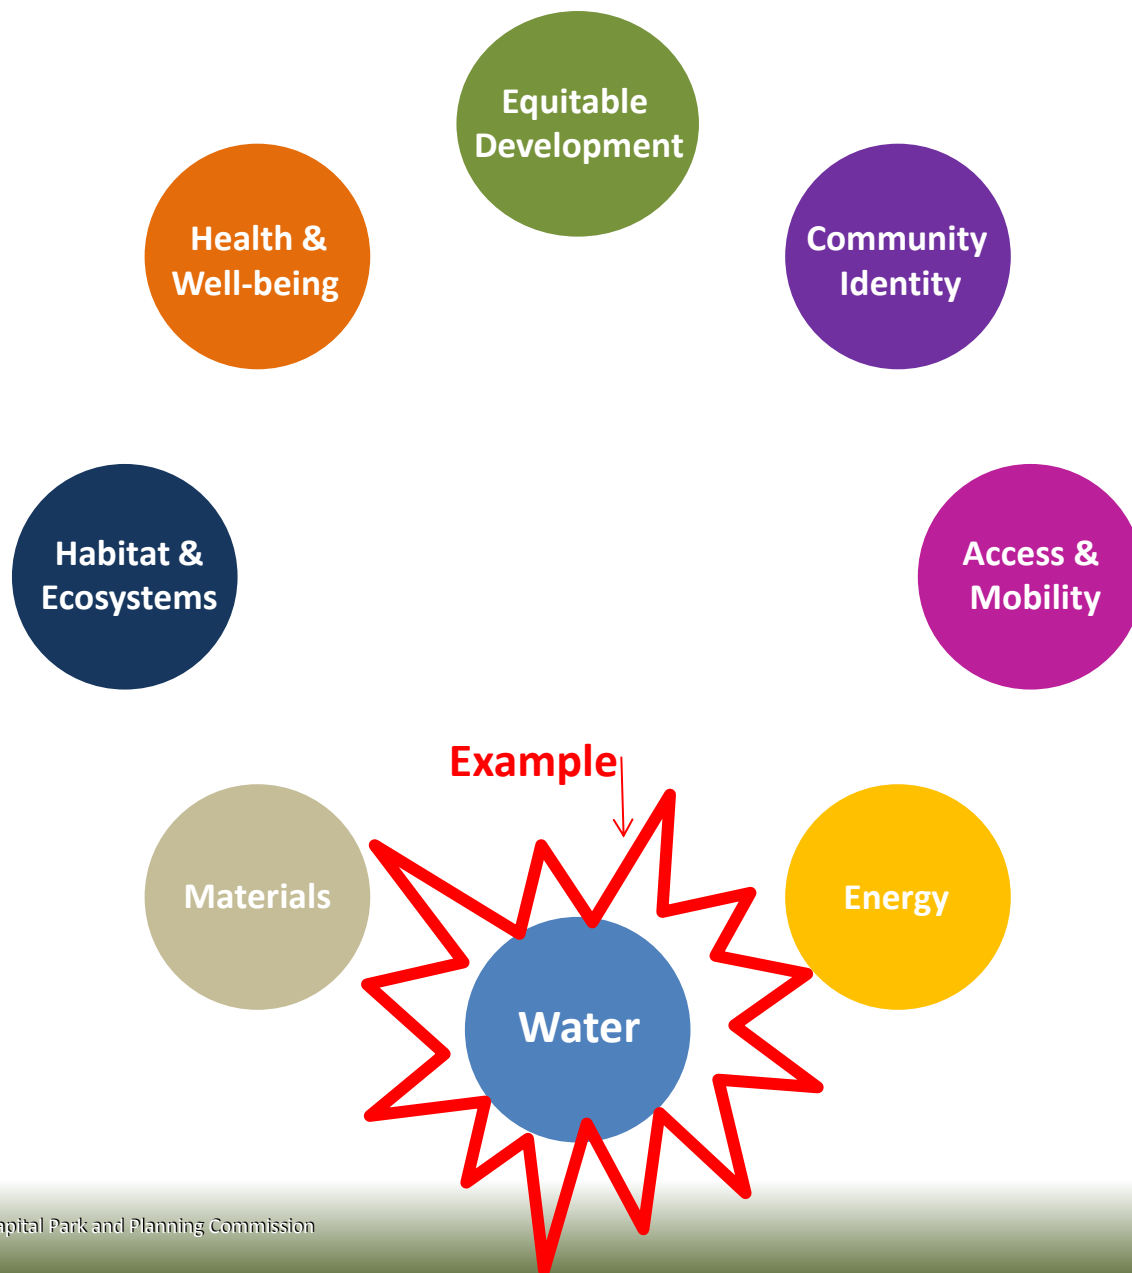 Equitable
Development
Health &
Well-being
Community
Identity
Habitat &
Ecosystems
Access &
Mobility
Example
Materials
Energy
Water
Park and Planning Commission